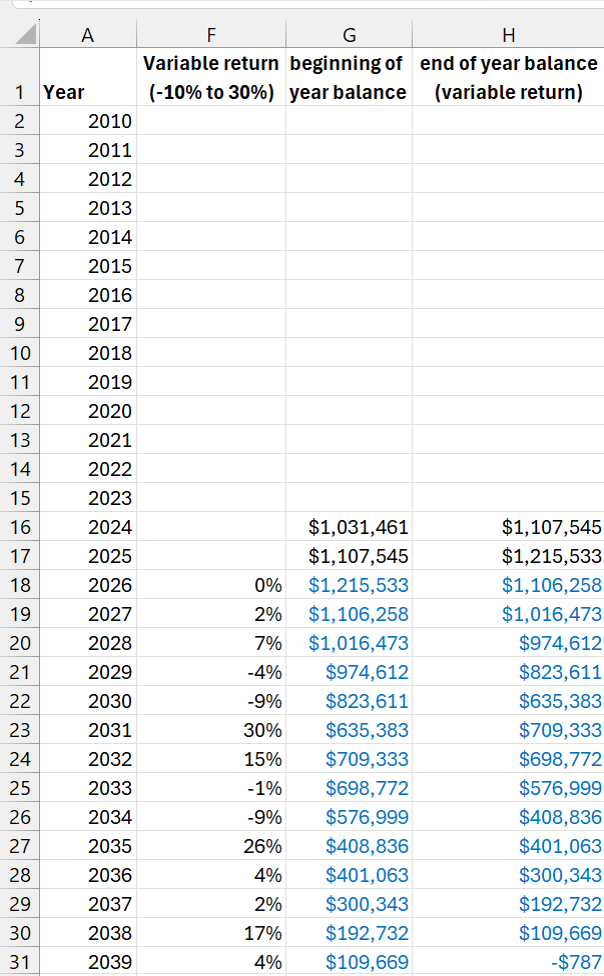 A F G H
Variable return beginning of end of year balance
1 Year (-10% to 30%) year balance (variable return)
2 2010
3 2011
4 2012
5 2013
6 2014
7 2015
8 2016
9 2017
10 2018
11 2019
12 2020
13 2021
14 2022
15 2023
16 2024 $1,031,461 $1,107,545
17 2025 $1,107,545 $1,215,533
18 2026 0% $1,215,533 $1,106,258
19 2027 2% $1,106,258 $1,016,473
20 2028 7% $1,016,473 $974,612
21 2029 -4% $974,612 $823,611
22 2030 -9% $823,611 $635,383
23 2031 30% $635,383 $709,333
24 2032 15% $709,333 $698,772
25 2033 -1% $698,772 $576,999
26 2034 -9% $576,999 $408,836
27 2035 26% $408,836 $401,063
28 2036 4% $401,063 $300,343
29 2037 2% $300,343 $192,732
30 2038 17% $192,732 $109,669
31 2039 4% $109,669 -$787